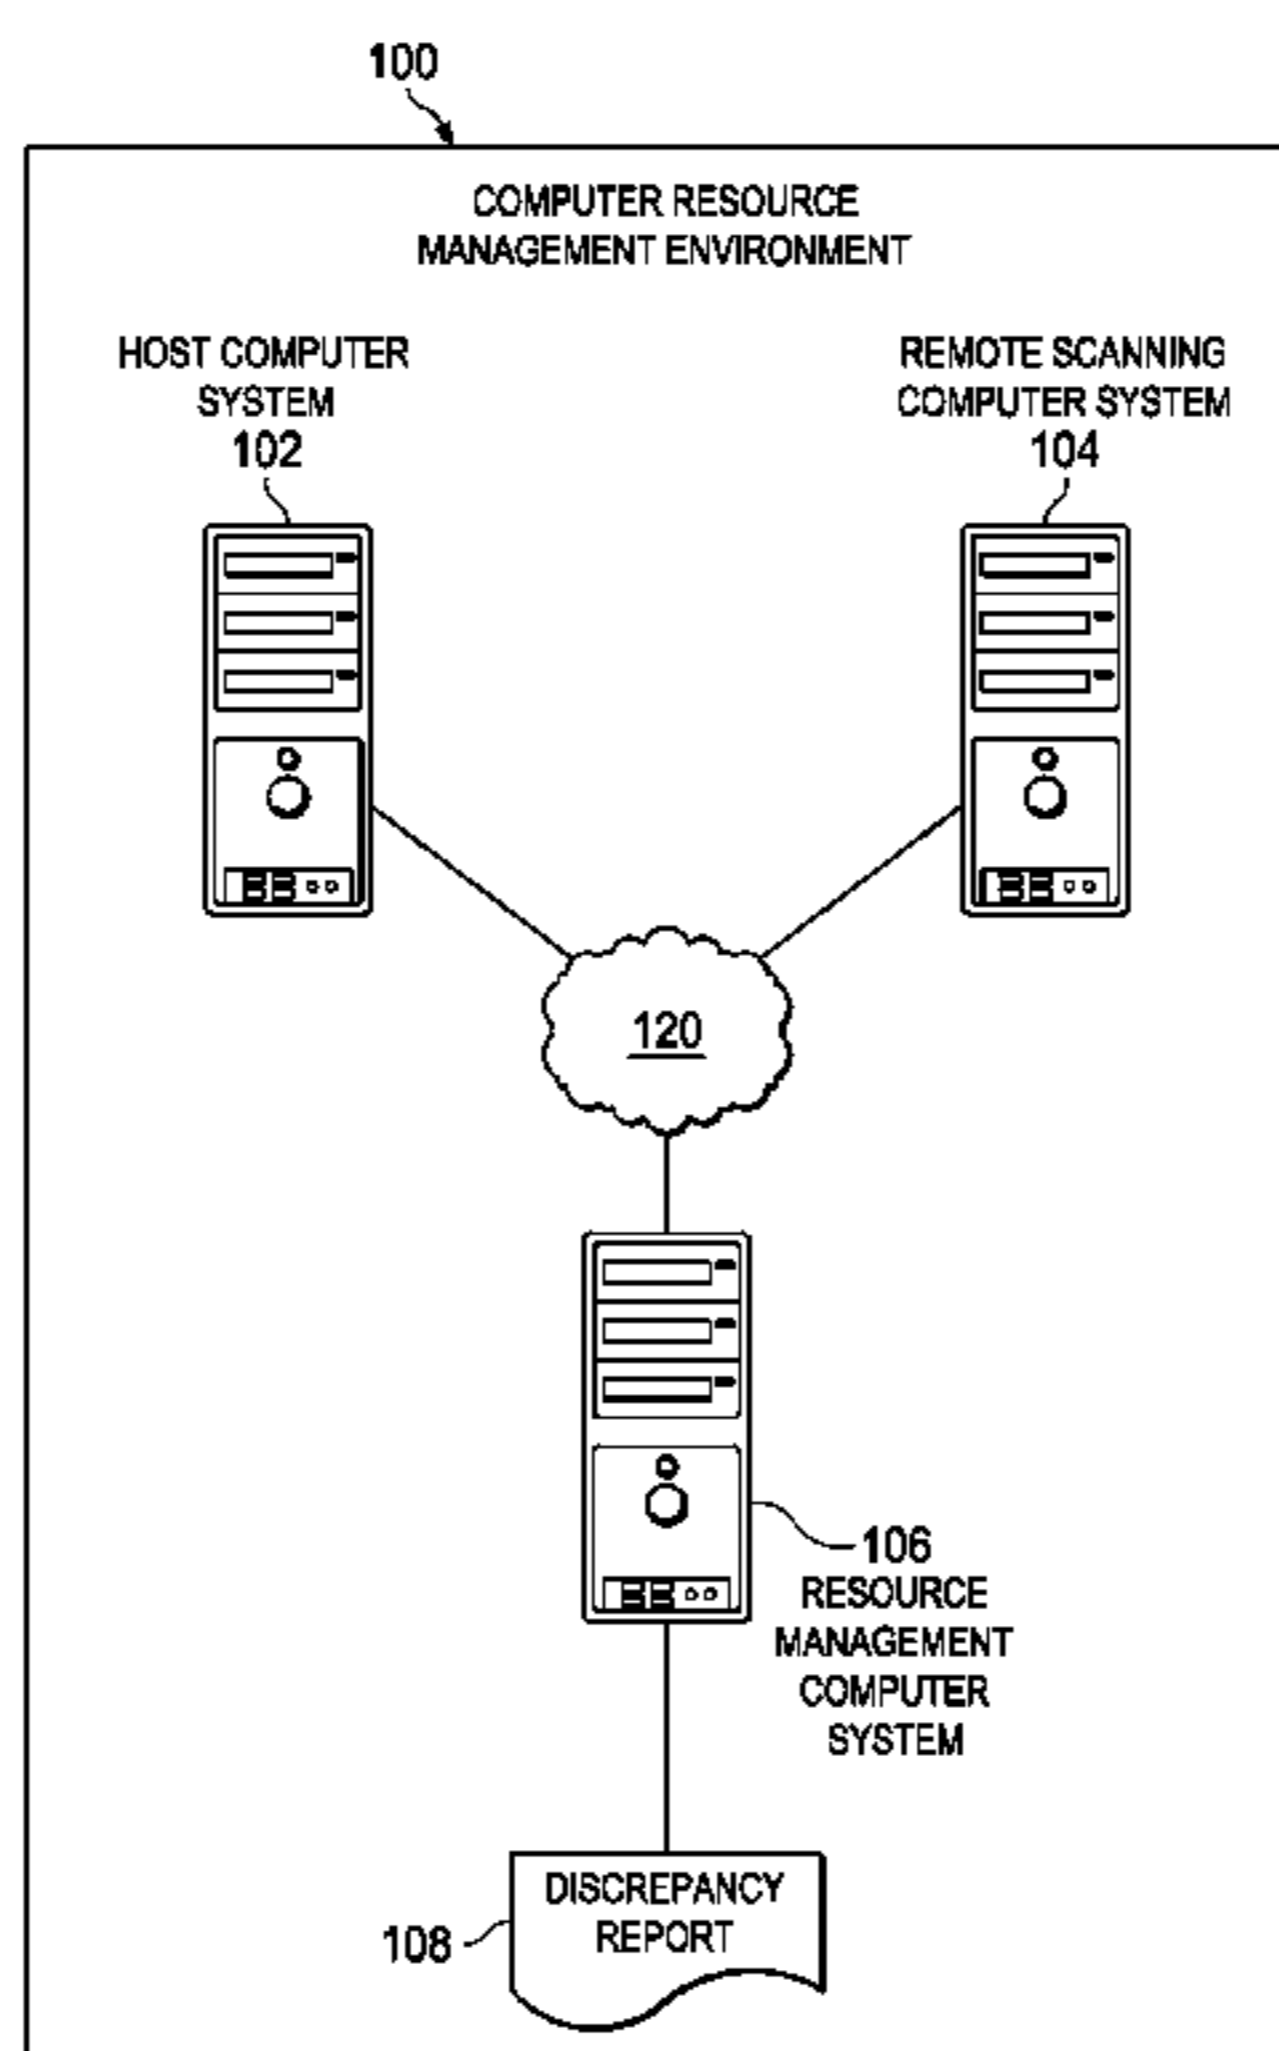 100
COMPUTER RESOURCE
MANAGEMENT ENVIRONMENT
HOST COMPUTER
SYSTEM
102
REMOTE SCANNING
COMPUTER SYSTEM
104
120
106
RESOURCE
MANAGEMENT
COMPUTER
SYSTEM
DISCREPANCY
REPORT
108